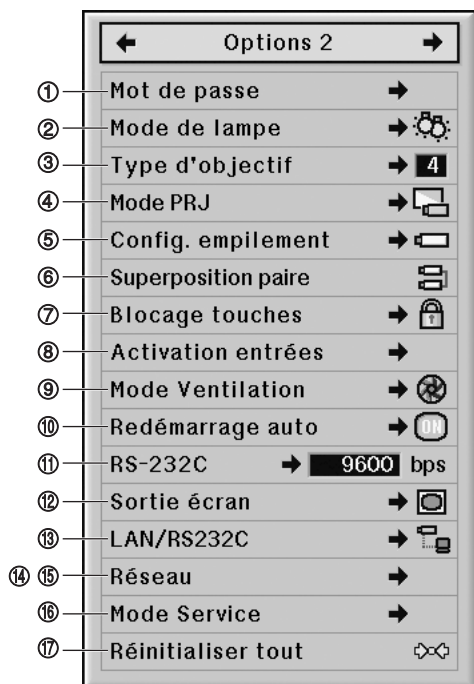 Options 2
① Mot de passe
② Mode de lampe
③ Type d'objectif 4
④ Mode PRJ
⑤ Config. empilement
⑥ Superposition paire
⑦ Blocage touches
⑧ Activation entrées
⑨ Mode Ventilation
⑩ Redémarrage auto ON
⑪ RS-232C 9600 bps
⑫ Sortie écran
⑬ LAN/RS232C
⑭ ⑮ Réseau
⑯ Mode Service
⑰ Réinitialiser tout